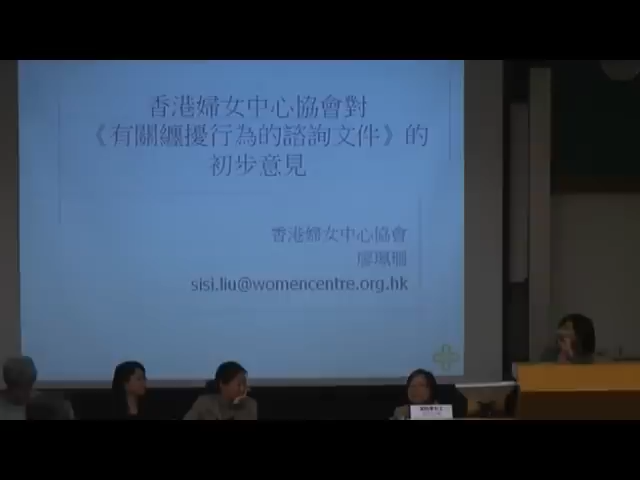 香港婦女中心協會對
《有關纏擾行為的諮詢文件》的
初步意見
香港婦女中心協會
廖珮珊
sisi.liu@womencentre.org.hk